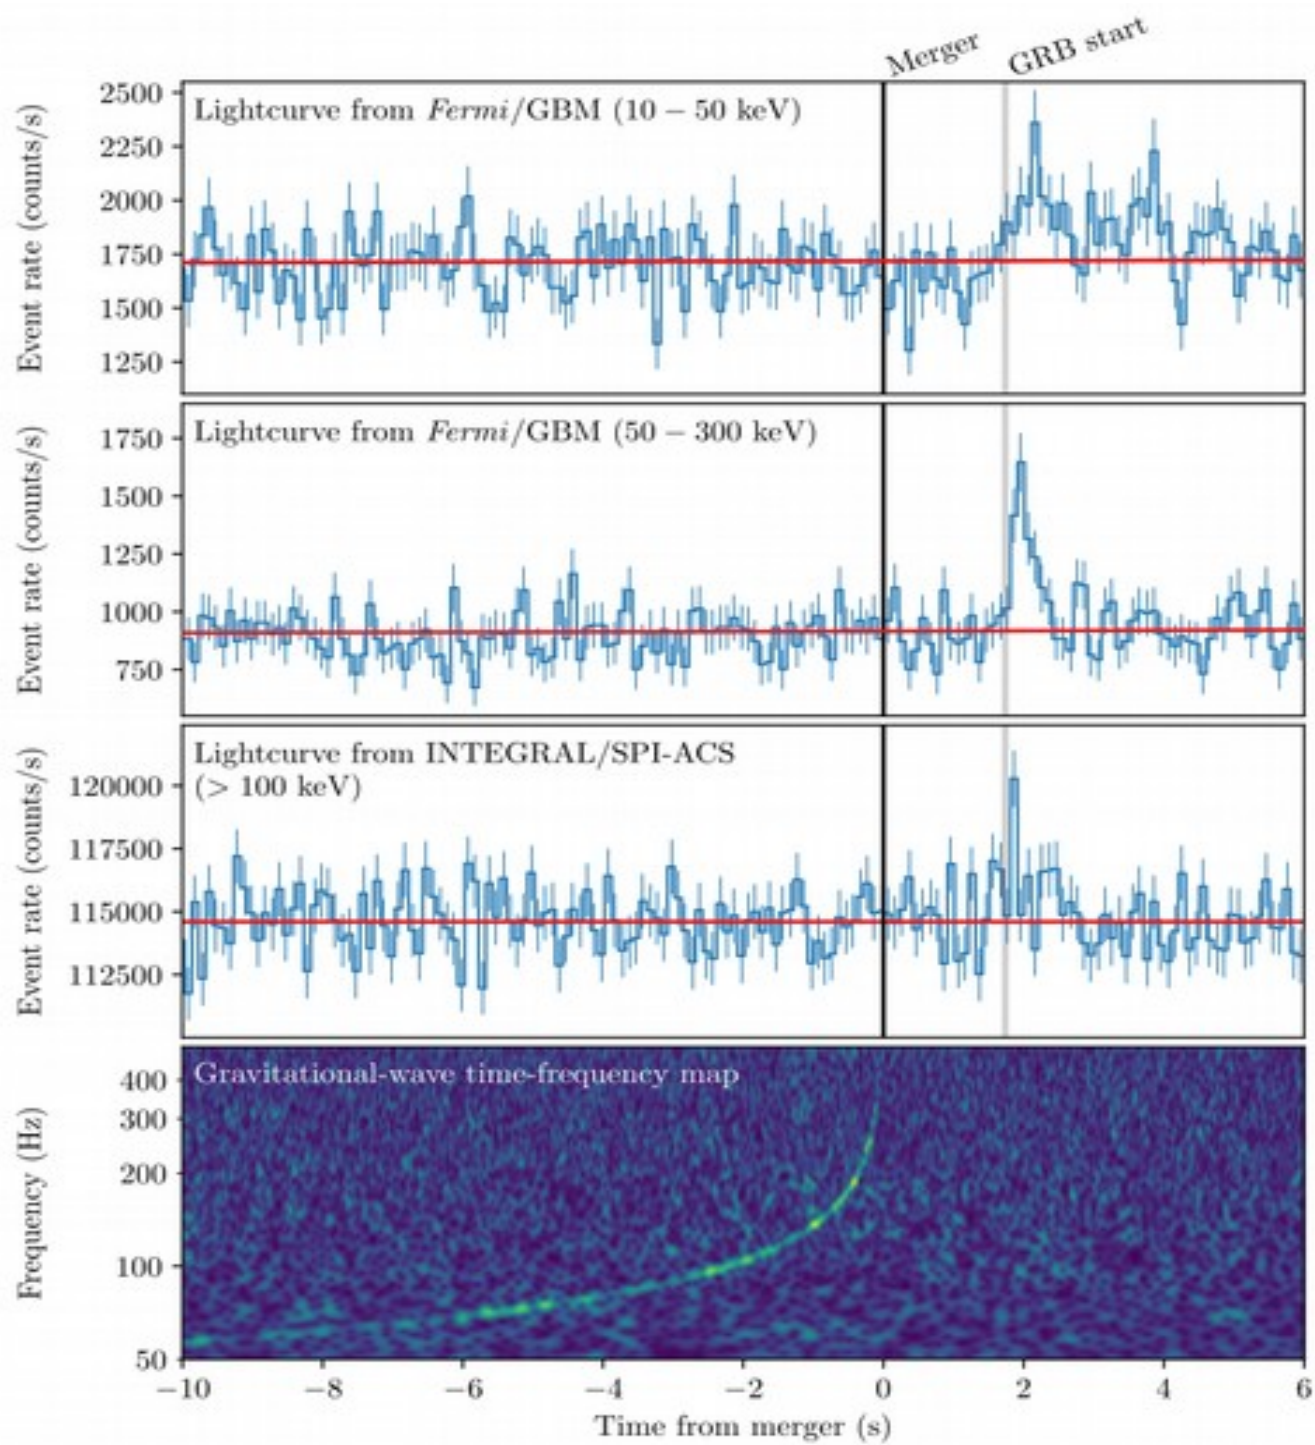 Merger
GRB start
Lightcurve from Fermi/GBM (10 – 50 keV)
Event rate (counts/s)
2500
2250
2000
1750
1500
1250
Lightcurve from Fermi/GBM (50 – 300 keV)
Event rate (counts/s)
1750
1500
1250
1000
750
Lightcurve from INTEGRAL/SPI-ACS
(> 100 keV)
Event rate (counts/s)
120000
117500
115000
112500
Gravitational-wave time-frequency map
Frequency (Hz)
400
300
200
100
50
−10 −8 −6 −4 −2 0 2 4 6
Time from merger (s)